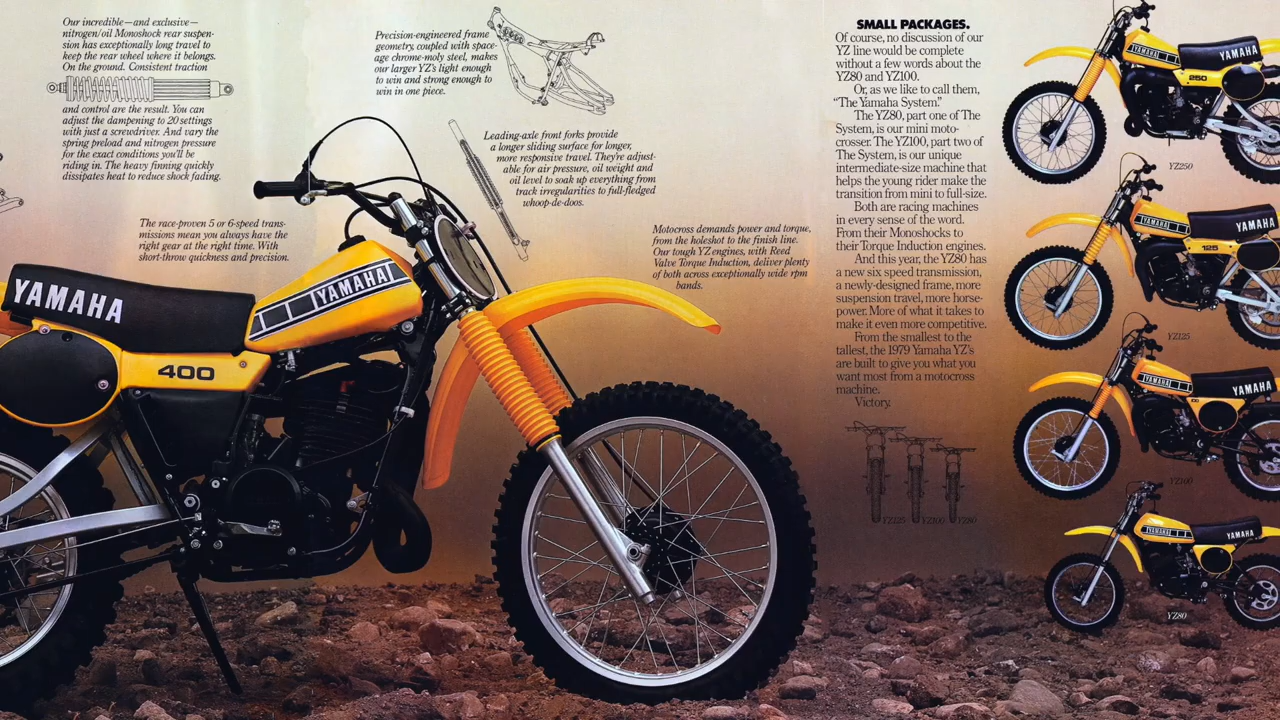 Our incredible—and exclusive—
nitrogen/oil Monoshock rear suspen-
sion has exceptionally long travel to
keep the rear wheel where it belongs.
On the ground. Consistent traction
and control are the result. You can
adjust the dampening to 20 settings
with just a screwdriver. And vary the
spring preload and nitrogen pressure
for the exact conditions you'll be
riding in. The heavy finning quickly
dissipates heat to reduce shock fading.
Precision-engineered frame
geometry, coupled with space-
age chrome-moly steel, makes
our larger YZ's light enough
to win and strong enough to
win in one piece.
Leading-axle front forks provide
a longer sliding surface for longer,
more responsive travel. They're adjust-
able for air pressure, oil weight and
oil level to soak up everything from
track irregularities to full-fledged
whoop-de-doos.
The race-proven 5 or 6-speed trans-
missions mean you always have the
right gear at the right time. With
short-throw quickness and precision.
Motocross demands power and torque,
from the holeshot to the finish line.
Our tough YZ engines, with Reed
Valve Torque Induction, deliver plenty
of both across exceptionally wide rpm
bands.
YAMAHA
YAMAHA
400
SMALL PACKAGES.
Of course, no discussion of our
YZ line would be complete
without a few words about the
YZ80 and YZ100.
Or, as we like to call them,
"The Yamaha System."
The YZ80, part one of The
System, is our mini moto-
crosser. The YZ100, part two of
The System, is our unique
intermediate-size machine that
helps the young rider make the
transition from mini to full-size.
Both are racing machines
in every sense of the word.
From their Monoshocks to
their Torque Induction engines.
And this year, the YZ80 has
a new six speed transmission,
a newly-designed frame, more
suspension travel, more horse-
power. More of what it takes to
make it even more competitive.
From the smallest to the
tallest, the 1979 Yamaha YZ's
are built to give you what you
want most from a motocross
machine.
Victory.
YZ125 YZ100 YZ80
YAMAHA
YAMAHA
250
YZ250
YAMAHA
YAMAHA
125
YZ125
YAMAHA
YAMAHA
100
YZ100
YAMAHA
YAMAHA
YZ80